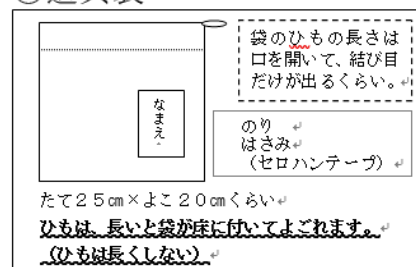 袋のひもの長さは
口を開いて、結び目
だけが出るくらい。
なまえ
のり
はさみ
（セロハンテープ）
たて２５㎝×よこ２０㎝くらい
ひもは、長いと袋が床に付いてよごれます。
（ひもは長くしない）